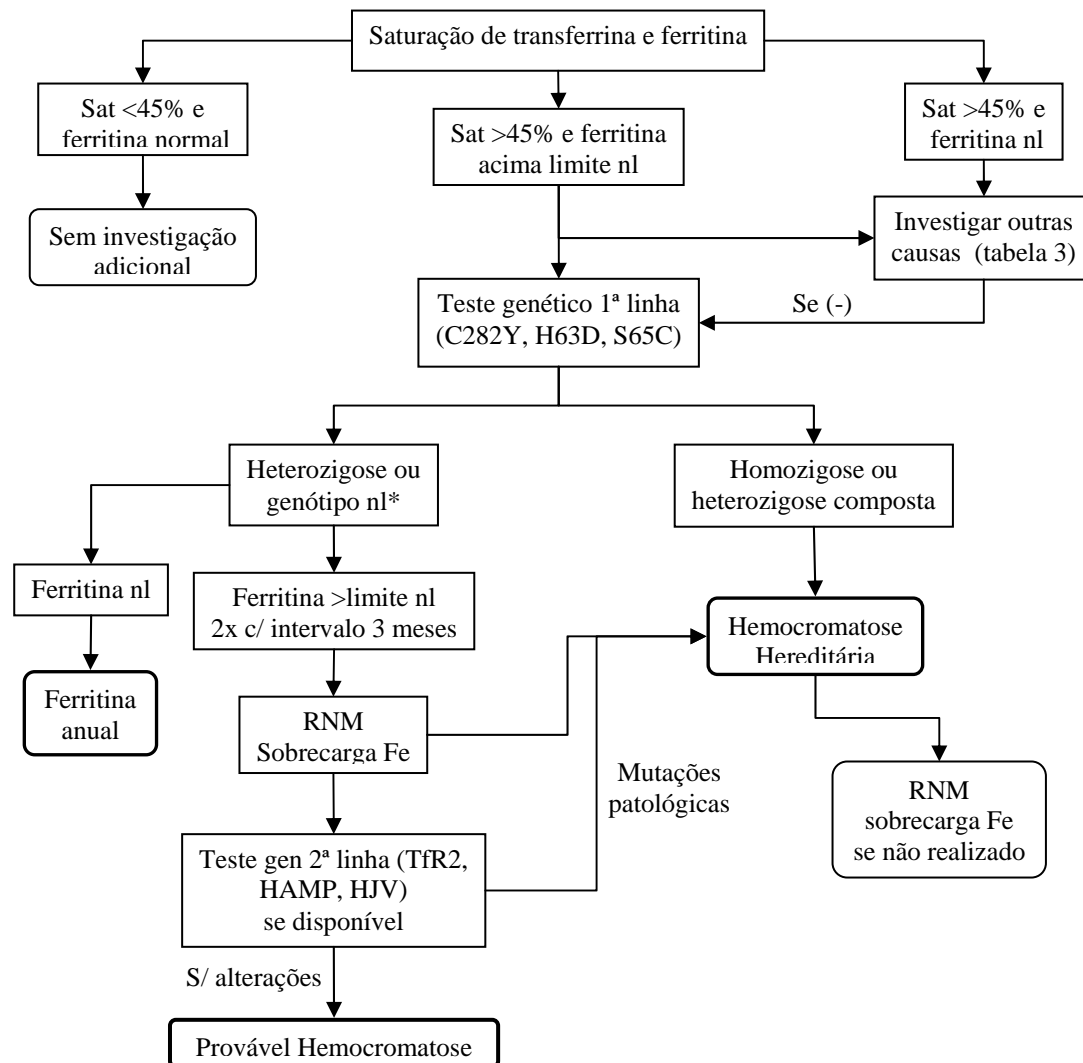 Saturação de transferrina e ferritina
Sat <45% e
ferritina normal
Sat >45% e ferritina
acima limite nl
Sat >45% e
ferritina nl
Sem investigação
adicional
Investigar outras
causas (tabela 3)
Teste genético 1ª linha
(C282Y, H63D, S65C)
Se (-)
Heterozigose ou
genótipo nl*
Homozigose ou
heterozigose composta
Ferritina nl
Ferritina >limite nl
2x c/ intervalo 3 meses
Hemocromatose
Hereditária
Ferritina
anual
RNM
Sobrecarga Fe
Mutações
patológicas
RNM
sobrecarga Fe
se não realizado
Teste gen 2ª linha (TfR2,
HAMP, HJV)
se disponível
S/ alterações
Provável Hemocromatose